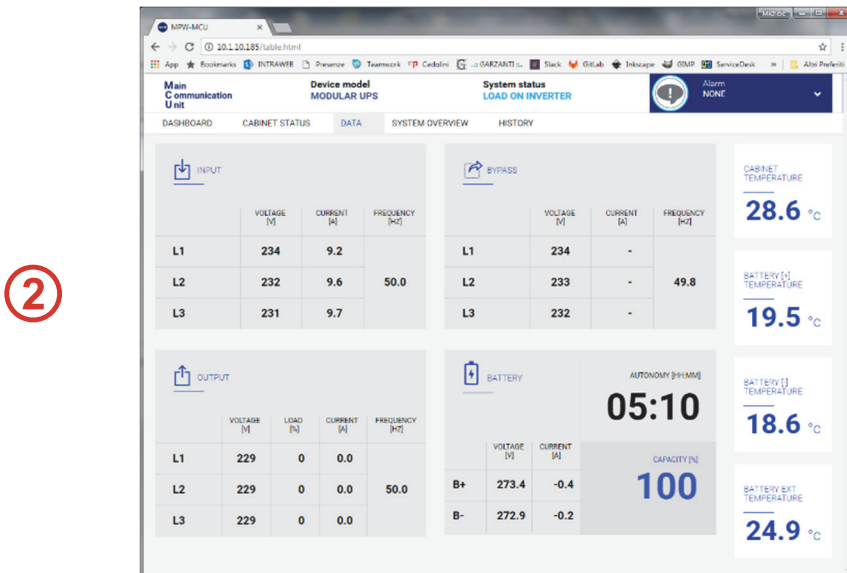 Microc
MPW-MCU
10.1.10.185/table.html
App Bookmarks INTRAWEB Presenze Teamwork Cedolini ..::GARZANTI::.. Slack GitLab Inkscape GIMP ServiceDesk » Altri Preferiti
Main
Communication
Unit
Device model
MODULAR UPS
System status
LOAD ON INVERTER
Alarm
NONE
DASHBOARD CABINET STATUS DATA SYSTEM OVERVIEW HISTORY
INPUT
VOLTAGE [V] CURRENT [A] FREQUENCY [HZ]
L1 234 9.2
L2 232 9.6 50.0
L3 231 9.7
BYPASS
VOLTAGE [V] CURRENT [A] FREQUENCY [HZ]
L1 234 -
L2 233 - 49.8
L3 232 -
CABINET
TEMPERATURE
28.6 °C
BATTERY [+]
TEMPERATURE
19.5 °C
2
OUTPUT
VOLTAGE [V] LOAD [%] CURRENT [A] FREQUENCY [HZ]
L1 229 0 0.0
L2 229 0 0.0 50.0
L3 229 0 0.0
BATTERY
AUTONOMY [HH:MM]
05:10
VOLTAGE [V] CURRENT [A]
B+ 273.4 -0.4
B- 272.9 -0.2
CAPACITY [%]
100
BATTERY [-]
TEMPERATURE
18.6 °C
BATTERY EXT
TEMPERATURE
24.9 °C